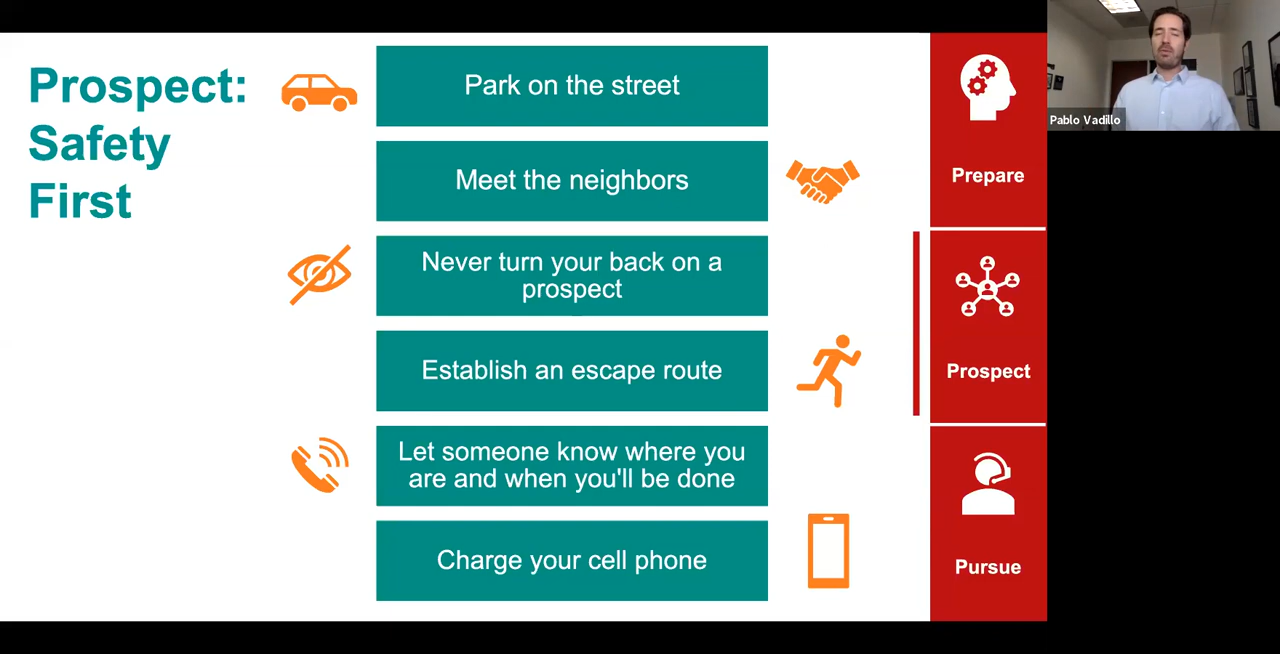 Prospect:
Safety
First
Park on the street
Meet the neighbors
Never turn your back on a
prospect
Establish an escape route
Let someone know where you
are and when you'll be done
Charge your cell phone
Prepare
Prospect
Pursue
Pablo Vadillo